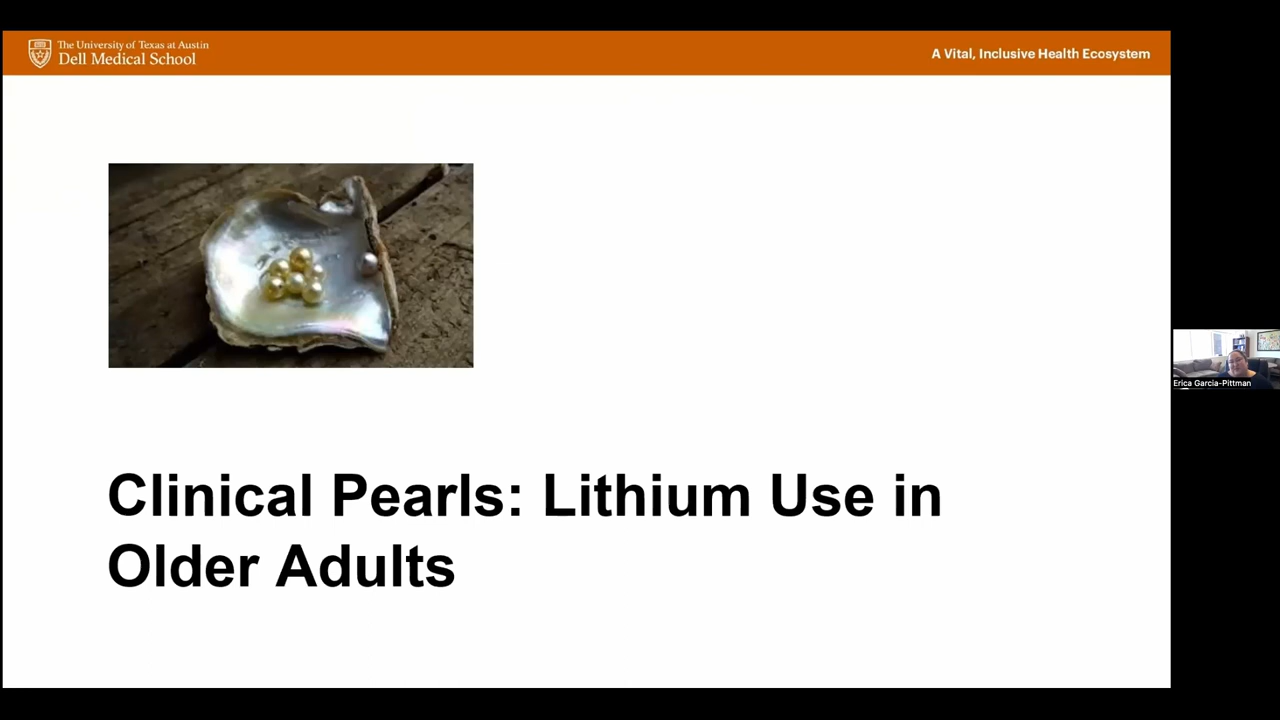 The University of Texas at Austin
Dell Medical School
A Vital, Inclusive Health Ecosystem
Erica Garcia-Pittman
Clinical Pearls: Lithium Use in
Older Adults